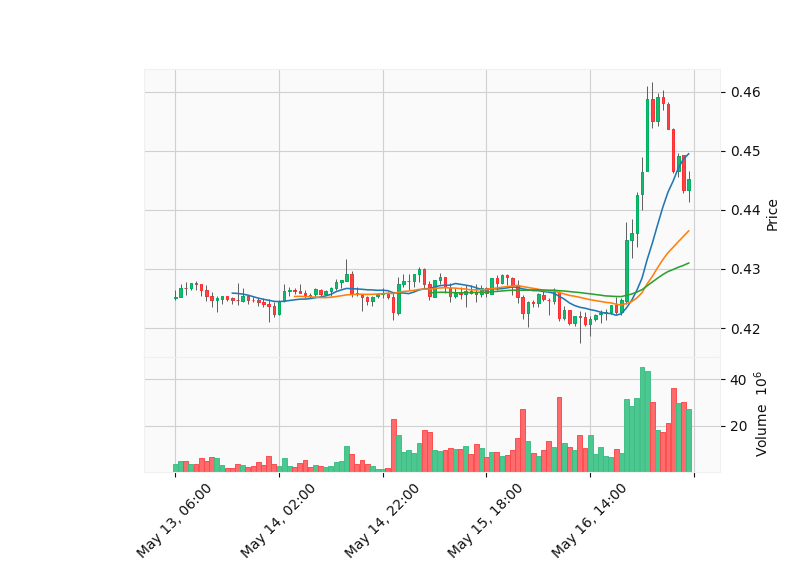 0.46
0.45
0.44
0.43
0.42
Price
40
20
Volume 10^6
May 13, 06:00
May 14, 02:00
May 14, 22:00
May 15, 18:00
May 16, 14:00